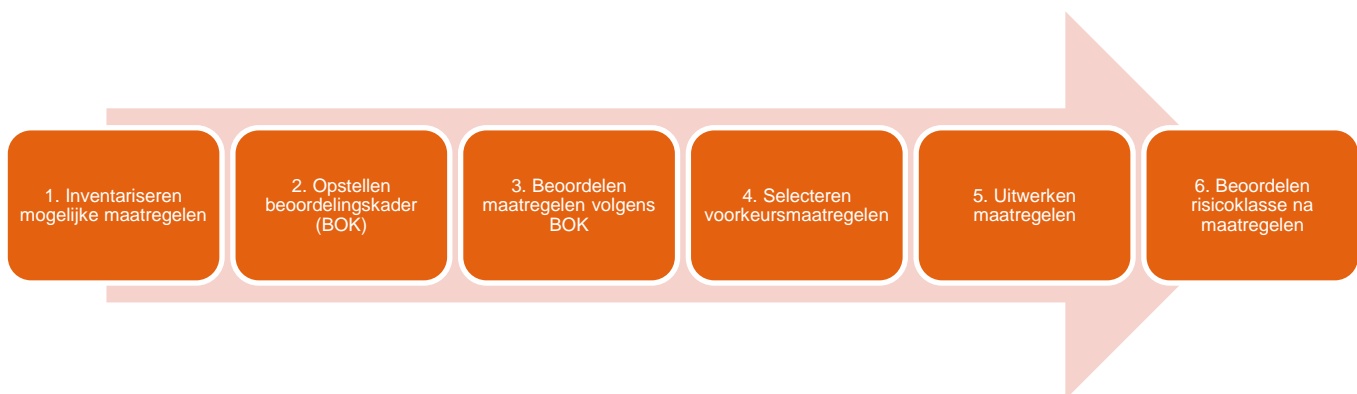 1. Inventariseren
mogelijke maatregelen
2. Opstellen
beoordelingskader
(BOK)
3. Beoordelen
maatregelen volgens
BOK
4. Selecteren
voorkeursmaatregelen
5. Uitwerken
maatregelen
6. Beoordelen
risicoklasse na
maatregelen